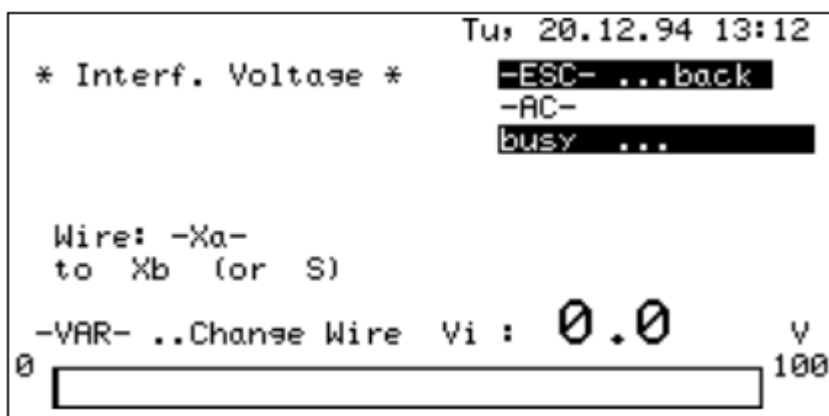 Tu, 20.12.94 13:12
* Interf. Voltage *
-ESC- ...back
-AC-
busy ...
Wire: -Xa-
to Xb (or S)
-VAR- ..Change Wire Vi : 0.0 V
0 100